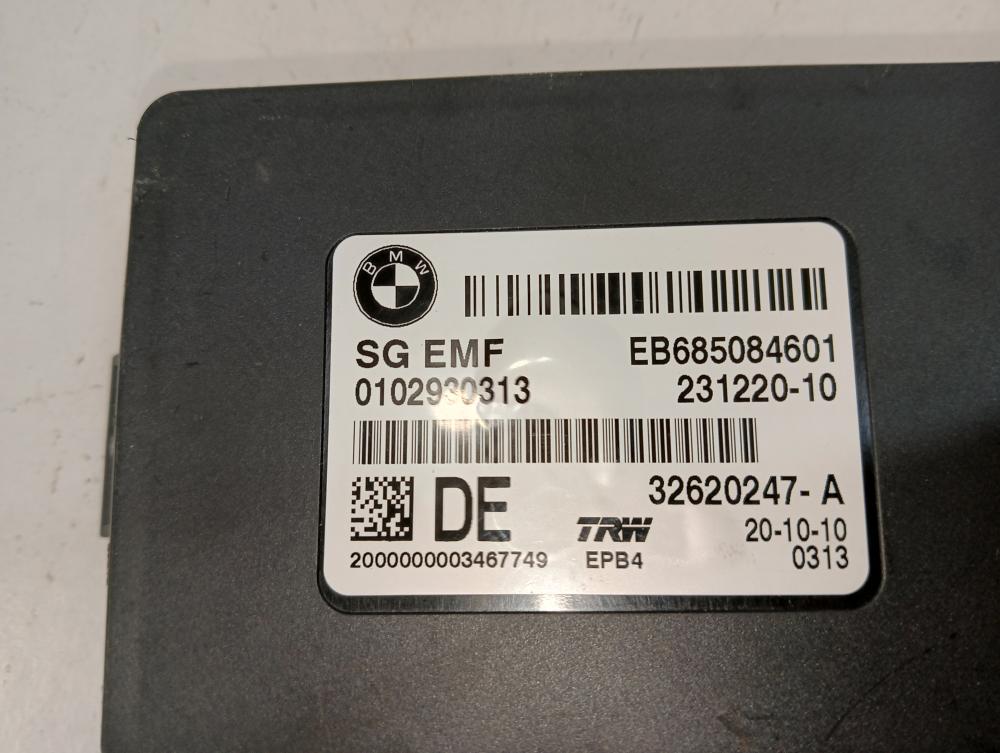 BMW
SG EMF EB685084601
0102930313 231220-10
DE 32620247- A
TRW 20-10-10
2000000003467749 EPB4 0313